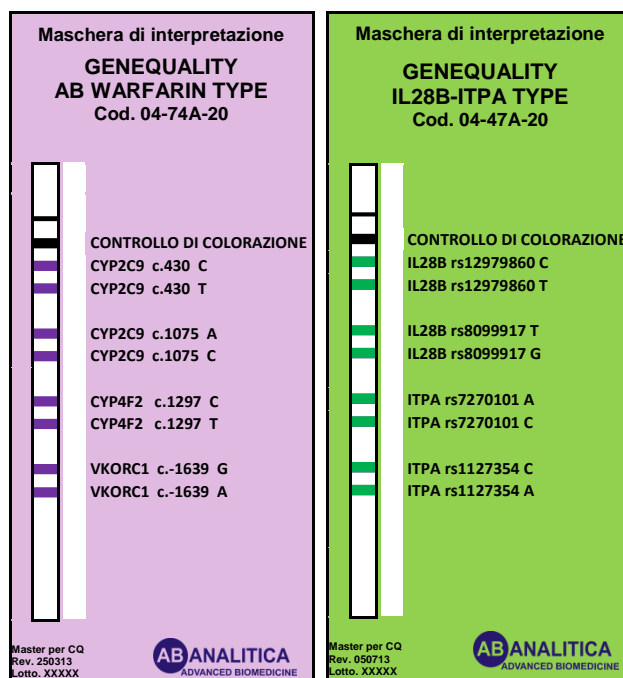 Maschera di interpretazione
GENEQUALITY
AB WARFARIN TYPE
Cod. 04-74A-20
CONTROLLO DI COLORAZIONE
CYP2C9 c.430 C
CYP2C9 c.430 T
CYP2C9 c.1075 A
CYP2C9 c.1075 C
CYP4F2 c.1297 C
CYP4F2 c.1297 T
VKORC1 c.-1639 G
VKORC1 c.-1639 A
Master per CQ
Rev. 250313
Lotto. XXXXX
AB ANALITICA
ADVANCED BIOMEDICINE
Maschera di interpretazione
GENEQUALITY
IL28B-ITPA TYPE
Cod. 04-47A-20
CONTROLLO DI COLORAZIONE
IL28B rs12979860 C
IL28B rs12979860 T
IL28B rs8099917 T
IL28B rs8099917 G
ITPA rs7270101 A
ITPA rs7270101 C
ITPA rs1127354 C
ITPA rs1127354 A
Master per CQ
Rev. 050713
Lotto. XXXXX
AB ANALITICA
ADVANCED BIOMEDICINE